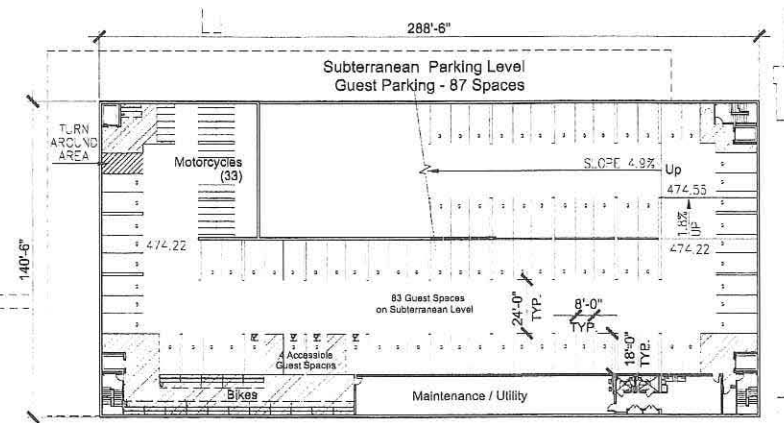 288'-6"
Subterranean Parking Level
Guest Parking - 87 Spaces
TURN
AROUND
AREA
Motorcycles
(33)
SLOPE 4.9%
Up
474.55
1.8%
UP
474.22
474.22
140'-6"
83 Guest Spaces
on Subterranean Level
24'-0"
TYP.
8'-0"
TYP.
18'-0"
TYP.
4 Accessible
Guest Spaces
Bikes
Maintenance / Utility